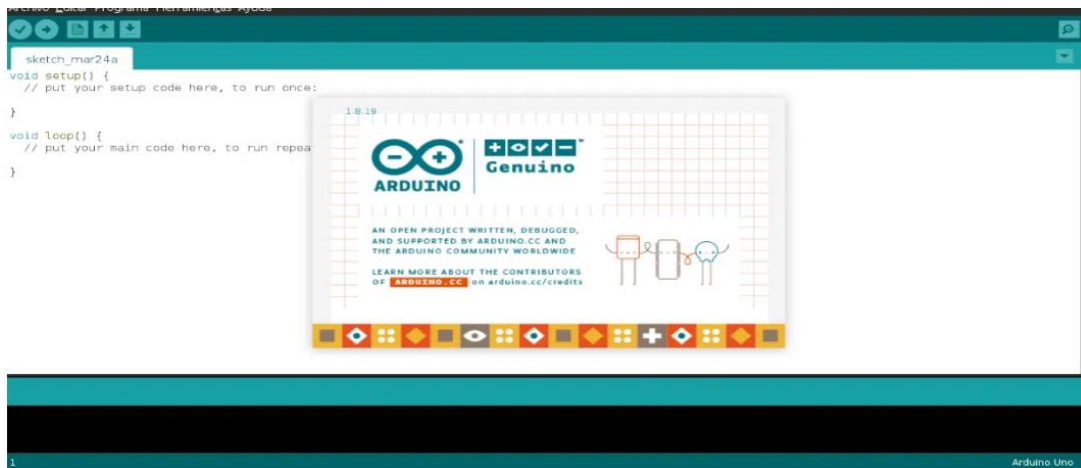 Archivo Editar Programa Herramientas Ayuda
sketch_mar24a
void setup() {
// put your setup code here, to run once:
}
void loop() {
// put your main code here, to run repea
}
1.8.19
ARDUINO
Genuino
AN OPEN PROJECT WRITTEN, DEBUGGED,
AND SUPPORTED BY ARDUINO.CC AND
THE ARDUINO COMMUNITY WORLDWIDE
LEARN MORE ABOUT THE CONTRIBUTORS
OF ARDUINO.CC on arduino.cc/credits
1
Arduino Uno